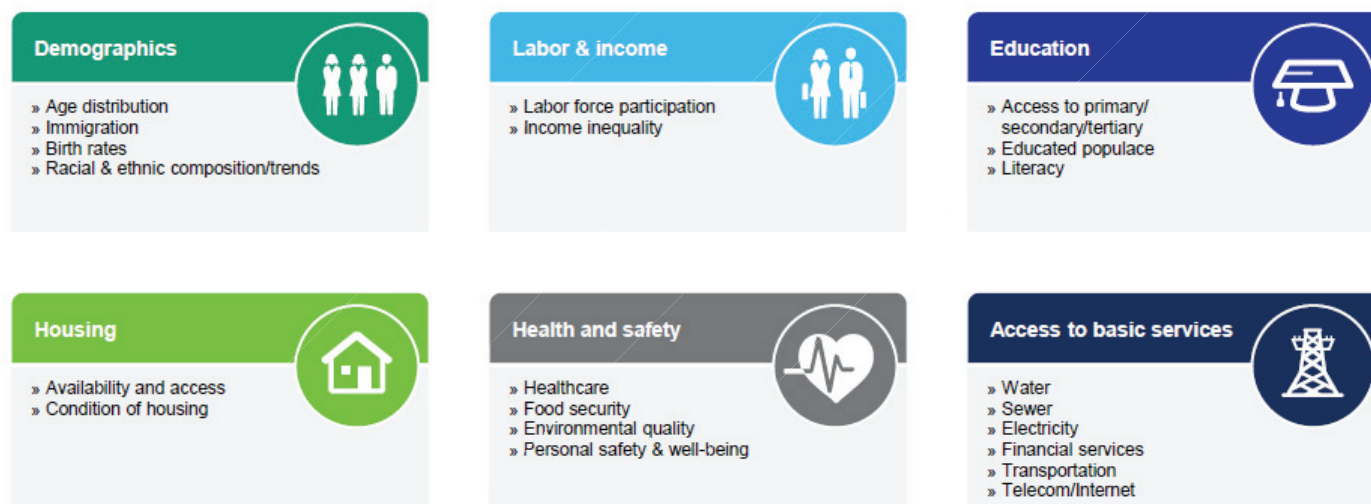 Demographics
» Age distribution
» Immigration
» Birth rates
» Racial & ethnic composition/trends
Labor & income
» Labor force participation
» Income inequality
Education
» Access to primary/
secondary/tertiary
» Educated populace
» Literacy
Housing
» Availability and access
» Condition of housing
Health and safety
» Healthcare
» Food security
» Environmental quality
» Personal safety & well-being
Access to basic services
» Water
» Sewer
» Electricity
» Financial services
» Transportation
» Telecom/Internet